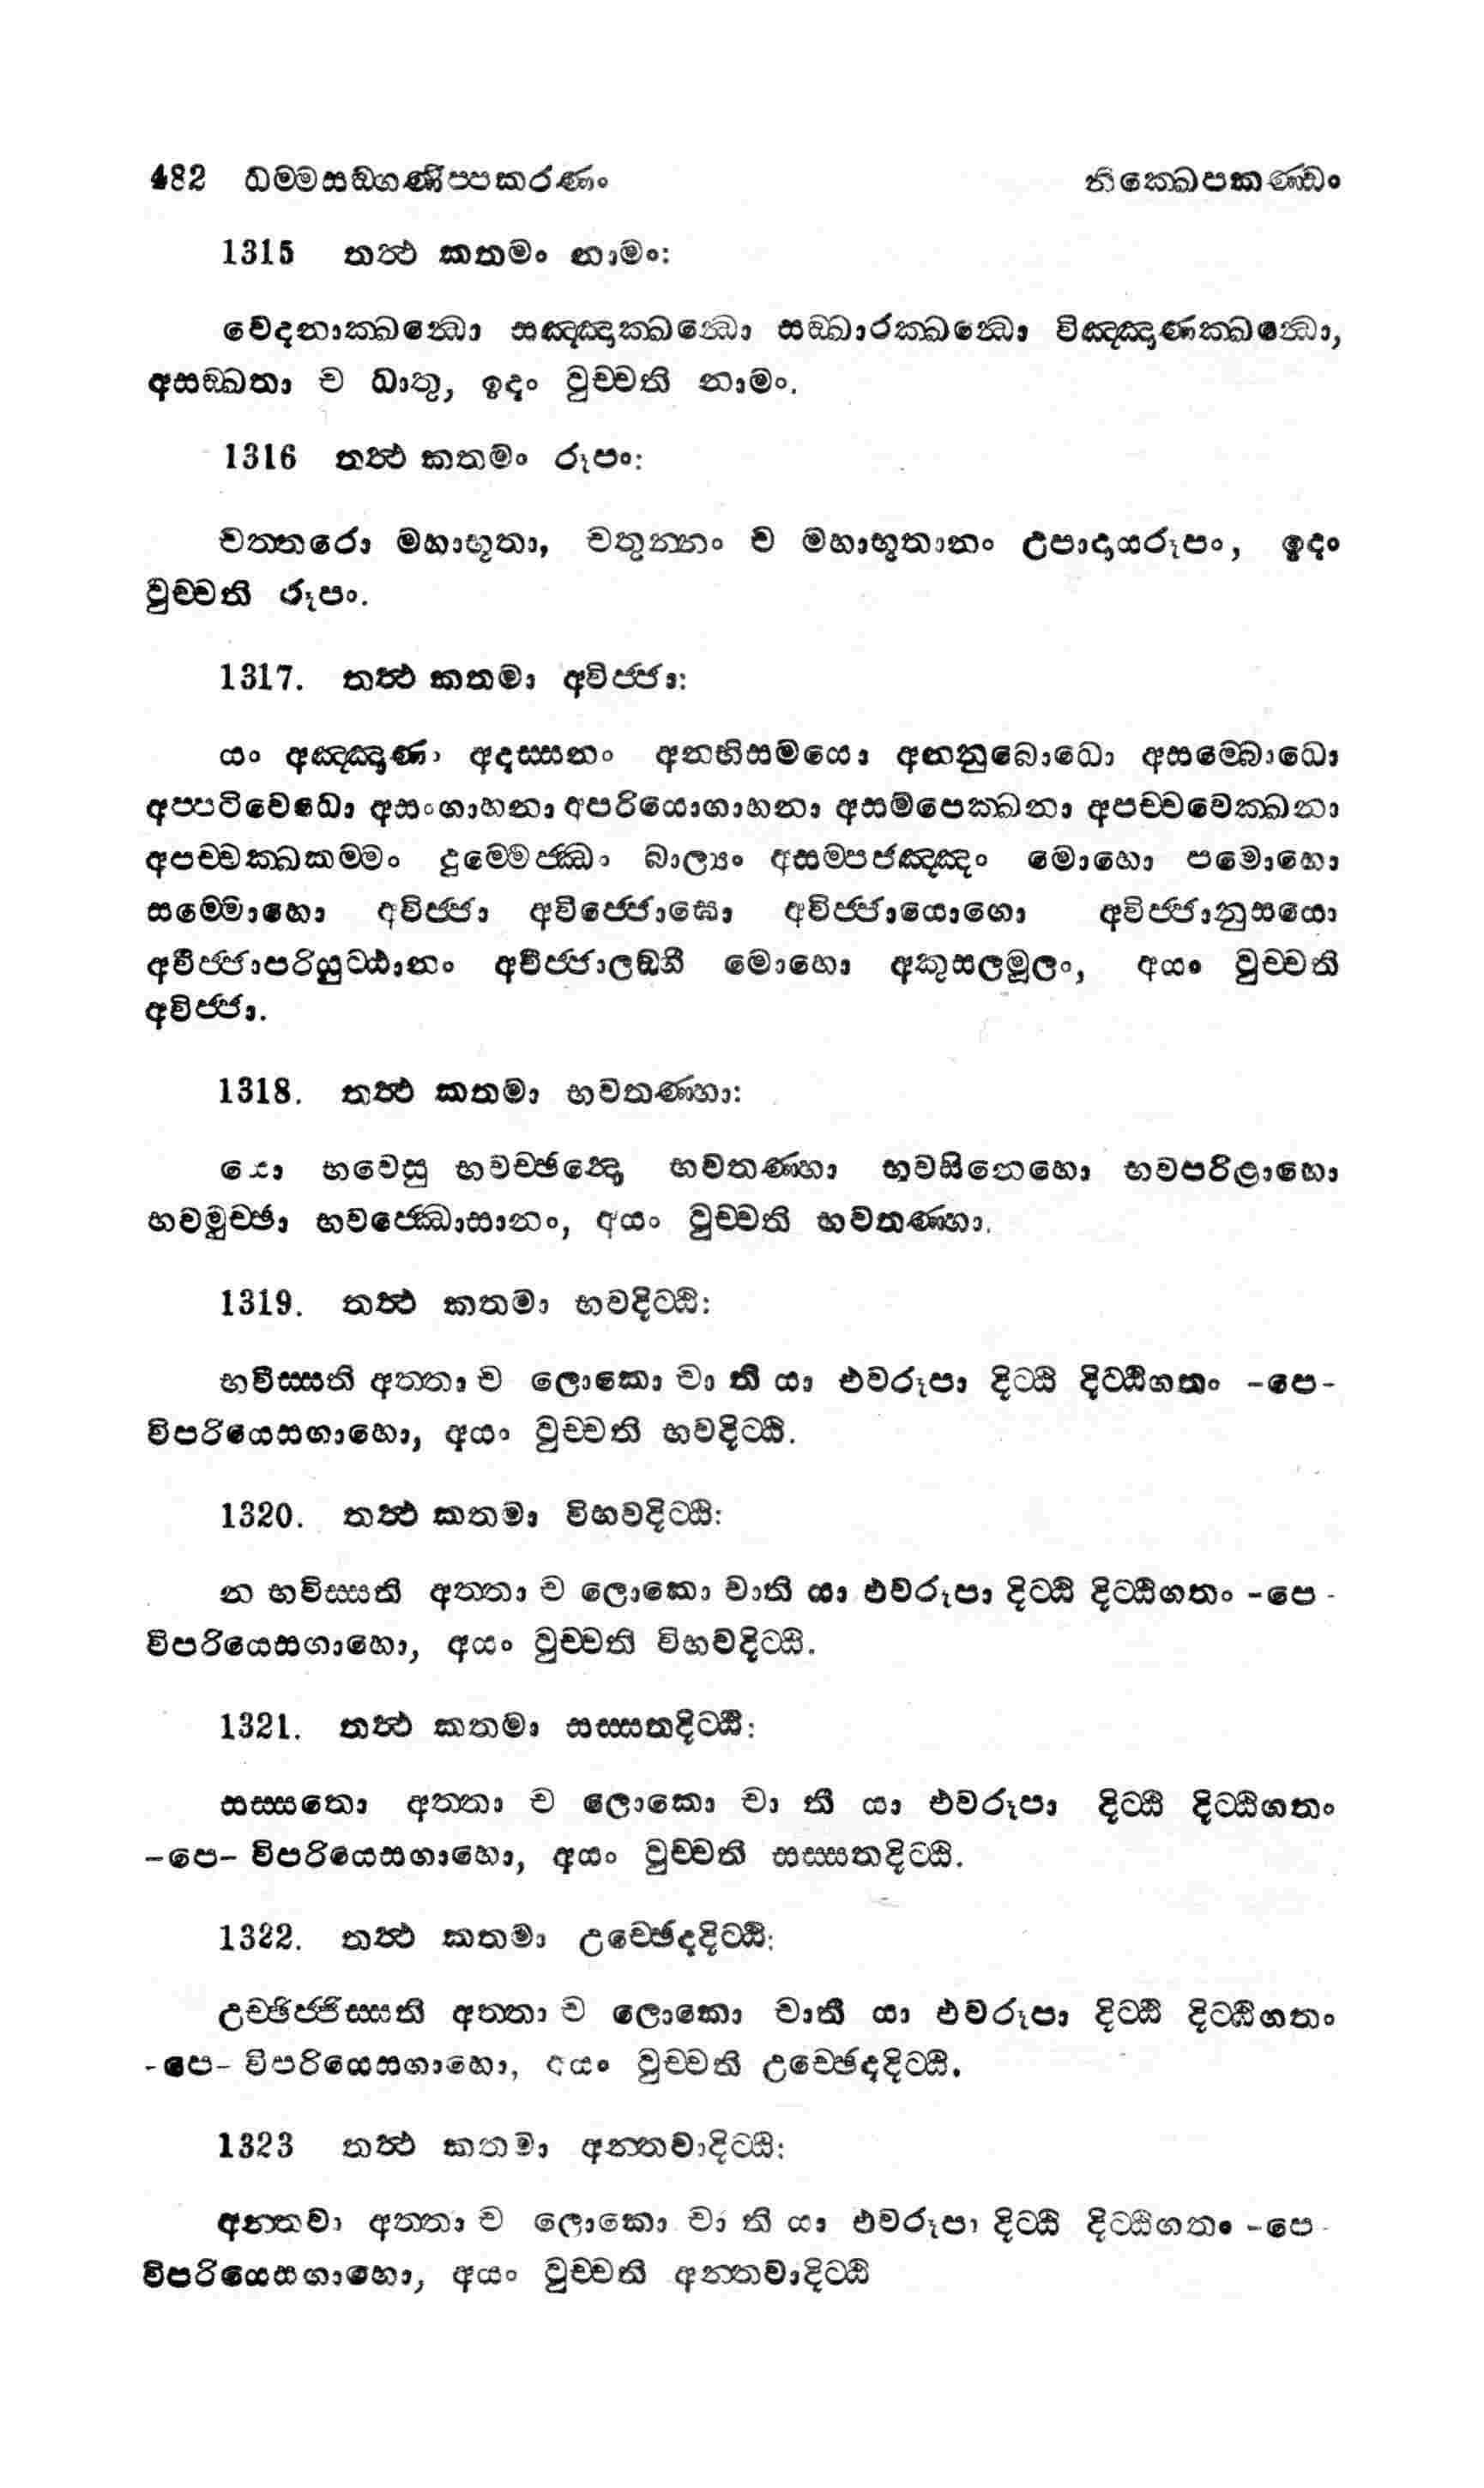 482 ධම්මසඞ්ගණිප්පකරණං නික්ඛෙපකණ්ඩං
1315 තත්ථ කතමං නාමං:
වේදනාක්ඛන්ධො සඤ්ඤාක්ඛන්ධො සඞ්ඛාරක්ඛන්ධො විඤ්ඤාණක්ඛන්ධො,
අසඞ්ඛතා ච ධාතු, ඉදං වුච්චති නාමං.
1316 තත්ථ කතමං රූපං:
චත්තරො මහාභූතා, චතුන්නං ච මහාභූතානං උපාදායරූපං, ඉදං
වුච්චති රූපං.
1317. තත්ථ කතමා අවිජ්ජා:
යං අඤ්ඤාණං අදස්සනං අනභිසමයො අනනුබොධො අසම්බොධො
අප්පටිවෙධො අසංගාහනා අපරියොගාහනා අසමපෙක්ඛනා අපච්චවෙක්ඛනා
අපච්චක්ඛකම්මං දුම්මෙජ්ඣං බාල්‍යං අසම්පජඤ්ඤං මොහො පමොහො
සම්මොහො අවිජ්ජා අවිජ්ජොඝො අවිජ්ජායොගො අවිජ්ජානුසයො
අවිජ්ජාපරියුට්ඨානං අවිජ්ජාලඞ්ගී මොහො අකුසලමූලං, අයං වුච්චති
අවිජ්ජා.
1318. තත්ථ කතමා භවතණ්හා:
යො භවෙසු භවච්ඡන්දො භවතණ්හා භවසිනෙහො භවපරිළාහො
භවමුච්ඡා භවජ්ඣොසානං, අයං වුච්චති භවතණ්හා.
1319. තත්ථ කතමා භවදිට්ඨි:
භවිස්සති අත්තා ච ලොකො චා ති යා එවරූපා දිට්ඨි දිට්ඨිගතං -පෙ-
විපරියෙසගාහො, අයං වුච්චති භවදිට්ඨි.
1320. තත්ථ කතමා විභවදිට්ඨි:
න භවිස්සති අත්තා ච ලොකො චාති යා එවරූපා දිට්ඨි දිට්ඨිගතං -පෙ-
විපරියෙසගාහො, අයං වුච්චති විභවදිට්ඨි.
1321. තත්ථ කතමා සස්සතදිට්ඨි:
සස්සතො අත්තා ච ලොකො චා ති යා එවරූපා දිට්ඨි දිට්ඨිගතං
-පෙ- විපරියෙසගාහො, අයං වුච්චති සස්සතදිට්ඨි.
1322. තත්ථ කතමා උච්ඡෙදදිට්ඨි:
උච්ඡිජ්ජිස්සති අත්තා ච ලොකො චාති යා එවරූපා දිට්ඨි දිට්ඨිගතං
-පෙ- විපරියෙසගාහො, අයං වුච්චති උච්ඡෙදදිට්ඨි.
1323 තත්ථ කතමා අන්තවාදිට්ඨි:
අන්තවා අත්තා ච ලොකො චා ති යා එවරූපා දිට්ඨි දිට්ඨිගතං -පෙ-
විපරියෙසගාහො, අයං වුච්චති අන්තවාදිට්ඨි